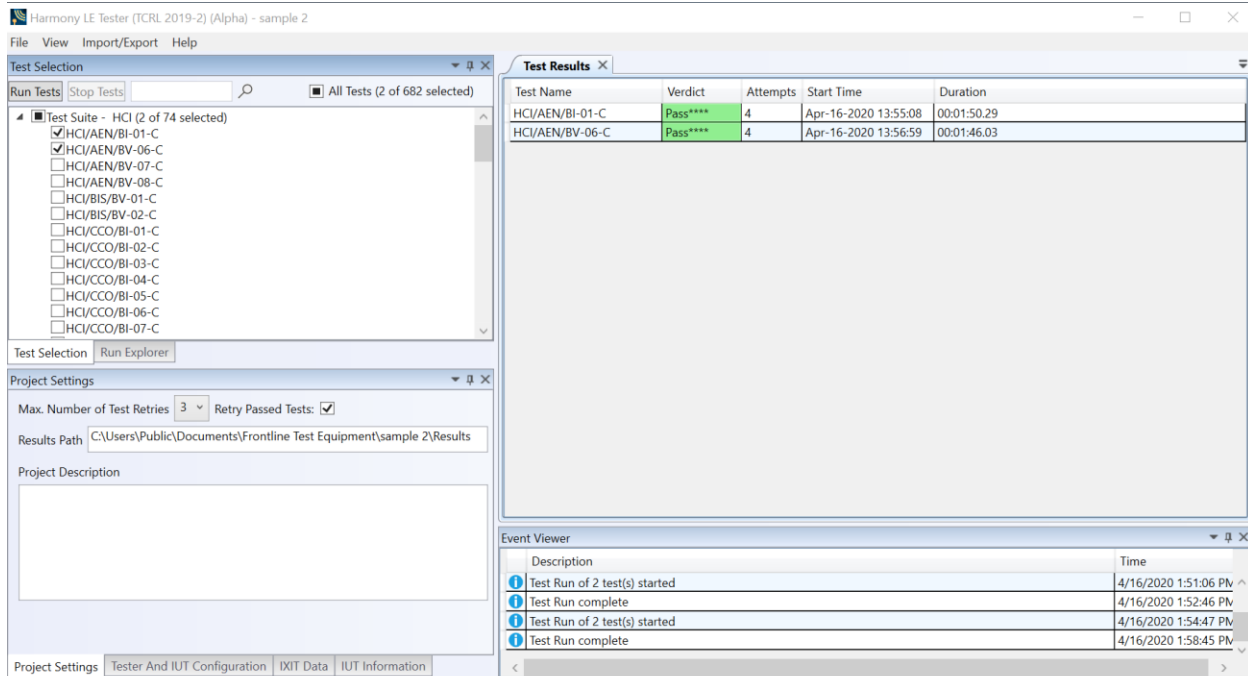 Harmony LE Tester (TCRL 2019-2) (Alpha) - sample 2
File View Import/Export Help
Test Selection
Run Tests Stop Tests All Tests (2 of 682 selected)
Test Suite - HCI (2 of 74 selected)
HCI/AEN/BI-01-C
HCI/AEN/BV-06-C
HCI/AEN/BV-07-C
HCI/AEN/BV-08-C
HCI/BIS/BV-01-C
HCI/BIS/BV-02-C
HCI/CCO/BI-01-C
HCI/CCO/BI-02-C
HCI/CCO/BI-03-C
HCI/CCO/BI-04-C
HCI/CCO/BI-05-C
HCI/CCO/BI-06-C
HCI/CCO/BI-07-C
Test Selection Run Explorer
Project Settings
Max. Number of Test Retries 3 Retry Passed Tests:
Results Path C:\Users\Public\Documents\Frontline Test Equipment\sample 2\Results
Project Description
Project Settings Tester And IUT Configuration IXIT Data IUT Information
Test Results
Test Name Verdict Attempts Start Time Duration
HCI/AEN/BI-01-C Pass**** 4 Apr-16-2020 13:55:08 00:01:50.29
HCI/AEN/BV-06-C Pass**** 4 Apr-16-2020 13:56:59 00:01:46.03
Event Viewer
Description Time
Test Run of 2 test(s) started 4/16/2020 1:51:06 PM
Test Run complete 4/16/2020 1:52:46 PM
Test Run of 2 test(s) started 4/16/2020 1:54:47 PM
Test Run complete 4/16/2020 1:58:45 PM